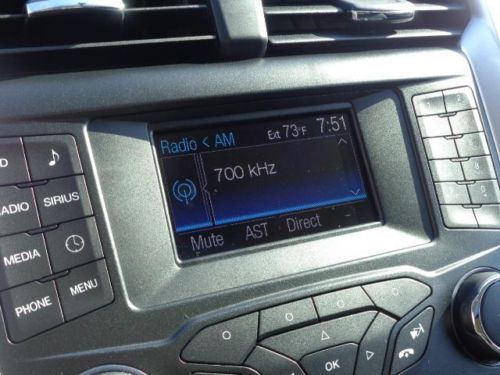 Radio < AM
Ext 73°F 7:51
700 kHz
Mute AST Direct
RADIO SIRIUS
MEDIA
PHONE MENU
OK